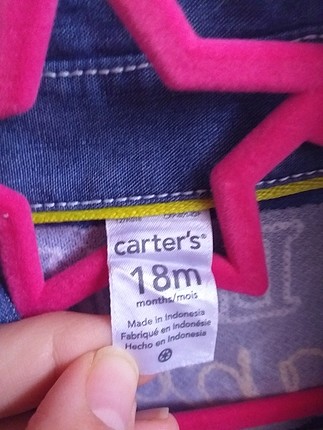 carter's®
18m
months/mois
Made in Indonesia
Fabriqué en Indonésie
Hecho en Indonesia